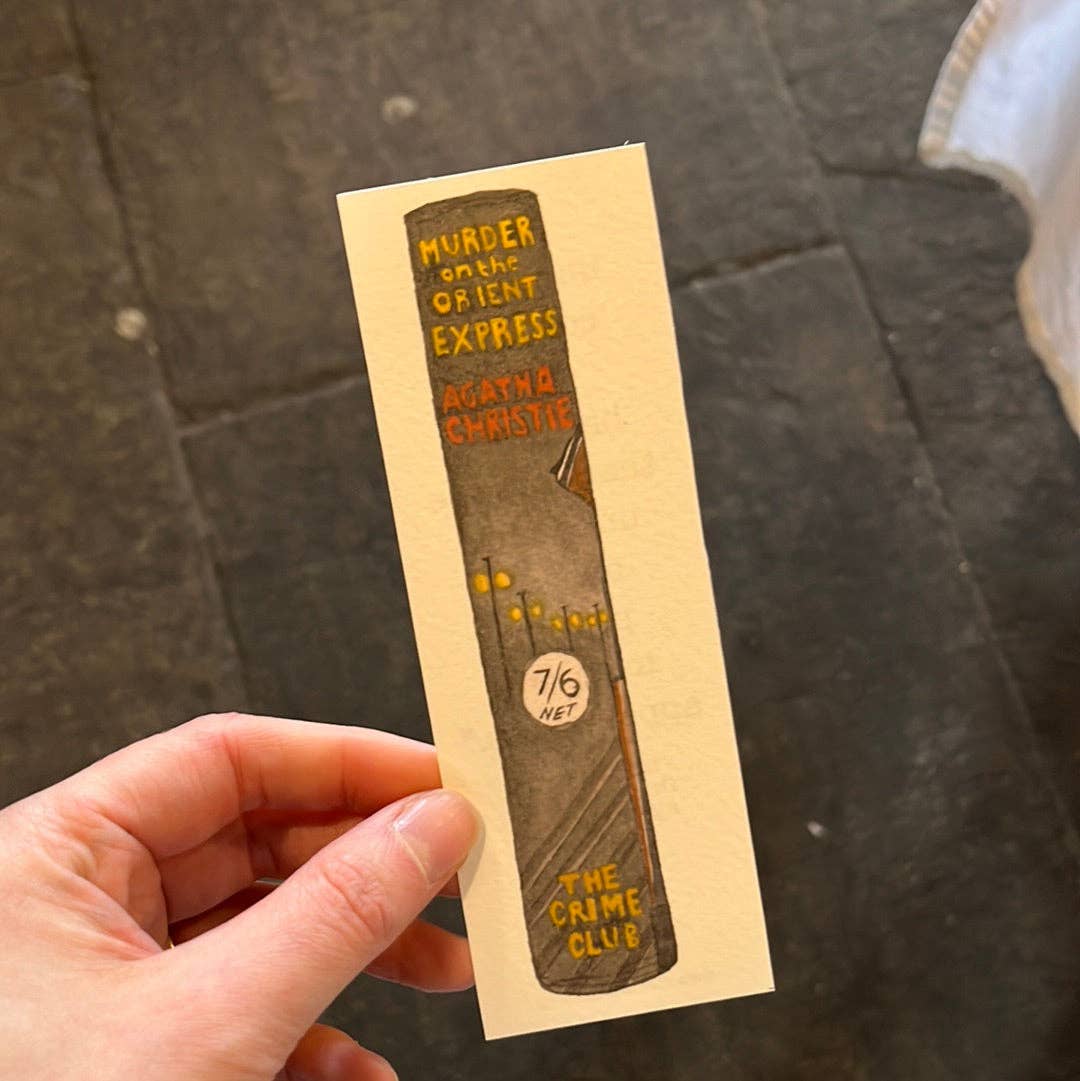 MURDER
on the
ORIENT
EXPRESS
AGATHA
CHRISTIE
7/6
NET
THE
CRIME
CLUB